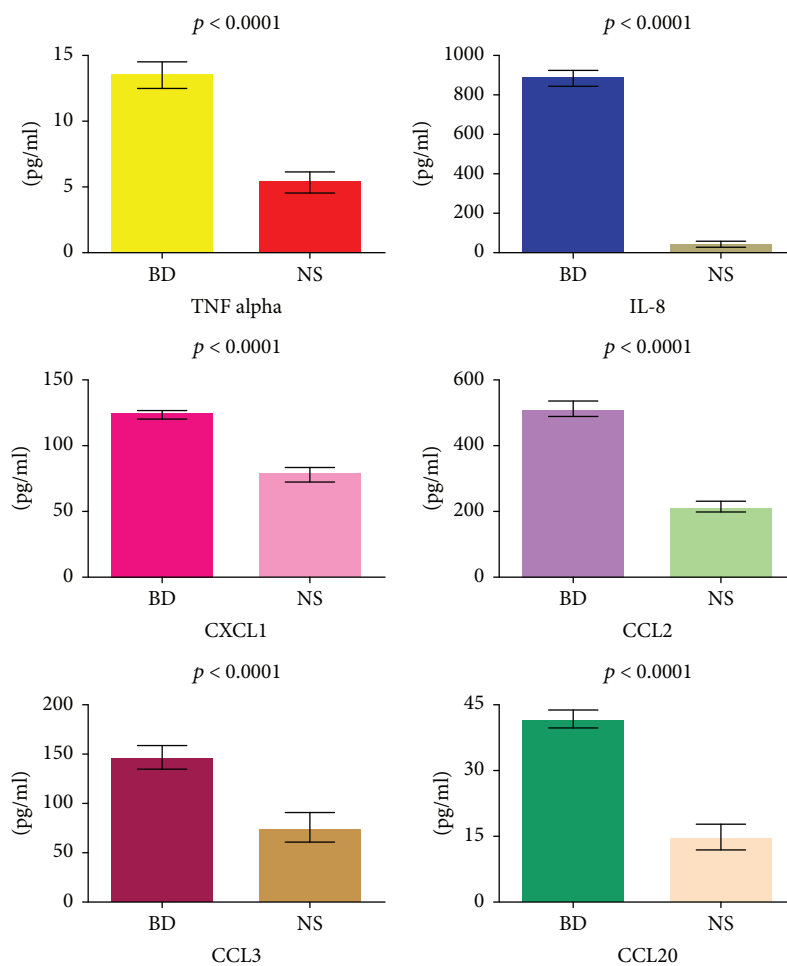 p < 0.0001
15
10
5
0
(pg/ml)
BD
NS
TNF alpha
p < 0.0001
1000
800
600
400
200
0
(pg/ml)
BD
NS
IL-8
p < 0.0001
150
100
50
0
(pg/ml)
BD
NS
CXCL1
p < 0.0001
600
400
200
0
(pg/ml)
BD
NS
CCL2
p < 0.0001
200
150
100
50
0
(pg/ml)
BD
NS
CCL3
p < 0.0001
45
30
15
0
(pg/ml)
BD
NS
CCL20